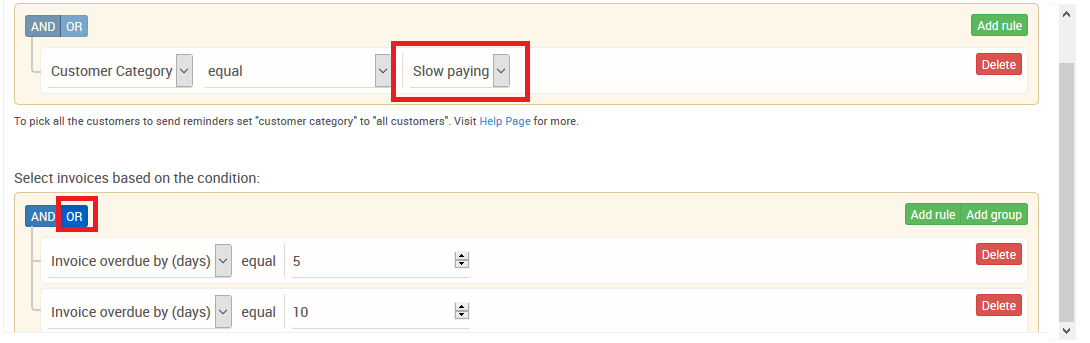 AND OR Add rule
Customer Category equal Slow paying Delete
To pick all the customers to send reminders set "customer category" to "all customers". Visit Help Page for more.
Select invoices based on the condition:
AND OR Add rule Add group
Invoice overdue by (days) equal 5 Delete
Invoice overdue by (days) equal 10 Delete